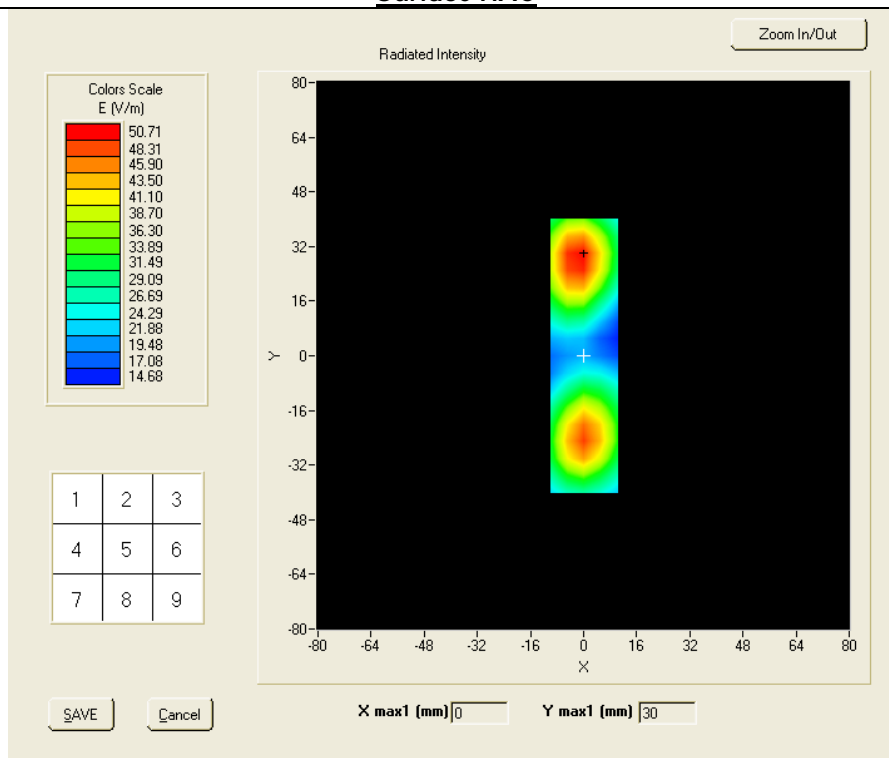 Zoom In/Out
Radiated Intensity
Colors Scale
E (V/m)
50.71
48.31
45.90
43.50
41.10
38.70
36.30
33.89
31.49
29.09
26.69
24.29
21.88
19.48
17.08
14.68
80
64
48
32
16
0
-16
-32
-48
-64
-80
Y
-80 -64 -48 -32 -16 0 16 32 48 64 80
X
1 2 3
4 5 6
7 8 9
SAVE Cancel X max1 (mm) 0 Y max1 (mm) 30